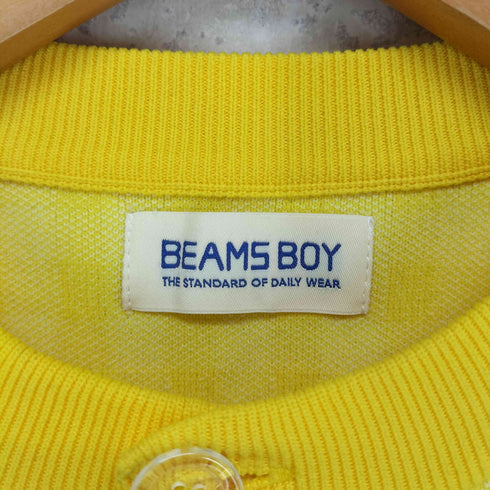 BEAMS BOY
THE STANDARD OF DAILY WEAR